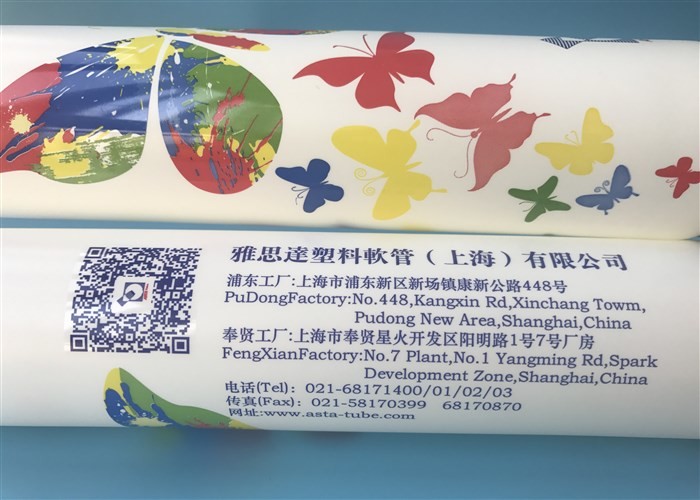 雅思達塑料軟管（上海）有限公司
浦东工厂:上海市浦东新区新场镇康新公路448号
PuDongFactory:No.448,Kangxin Rd,Xinchang Towm,
Pudong New Area,Shanghai,China
奉贤工厂:上海市奉贤星火开发区阳明路1号7号厂房
FengXianFactory:No.7 Plant,No.1 Yangming Rd,Spark
Development Zone,Shanghai,China
电话(Tel): 021-68171400/01/02/03
传真(Fax): 021-58170399 68170870
网址:www.asta-tube.com